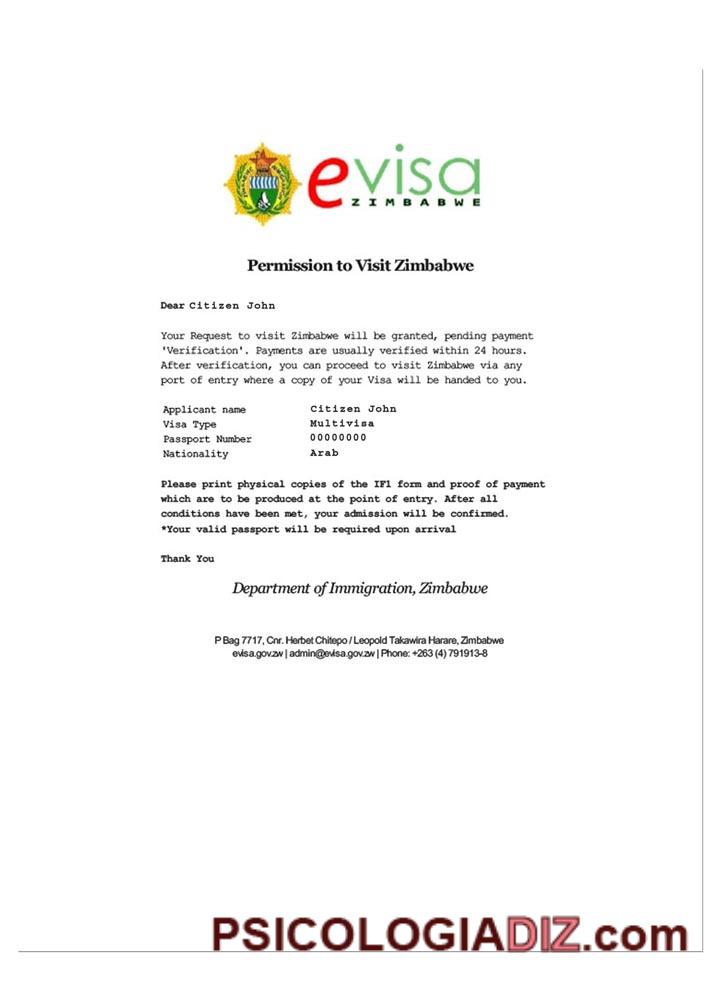 evisa
ZIMBABWE
Permission to Visit Zimbabwe
Dear Citizen John
Your Request to visit Zimbabwe will be granted, pending payment
'Verification'. Payments are usually verified within 24 hours.
After verification, you can proceed to visit Zimbabwe via any
port of entry where a copy of your Visa will be handed to you.
Applicant name Citizen John
Visa Type Multivisa
Passport Number 00000000
Nationality Arab
Please print physical copies of the IF1 form and proof of payment
which are to be produced at the point of entry. After all
conditions have been met, your admission will be confirmed.
*Your valid passport will be required upon arrival
Thank You
Department of Immigration, Zimbabwe
P Bag 7717, Cnr. Herbet Chitepo / Leopold Takawira Harare, Zimbabwe
evisa.gov.zw | admin@evisa.gov.zw | Phone: +263 (4) 791913-8
PSICOLOGIADIZ.com